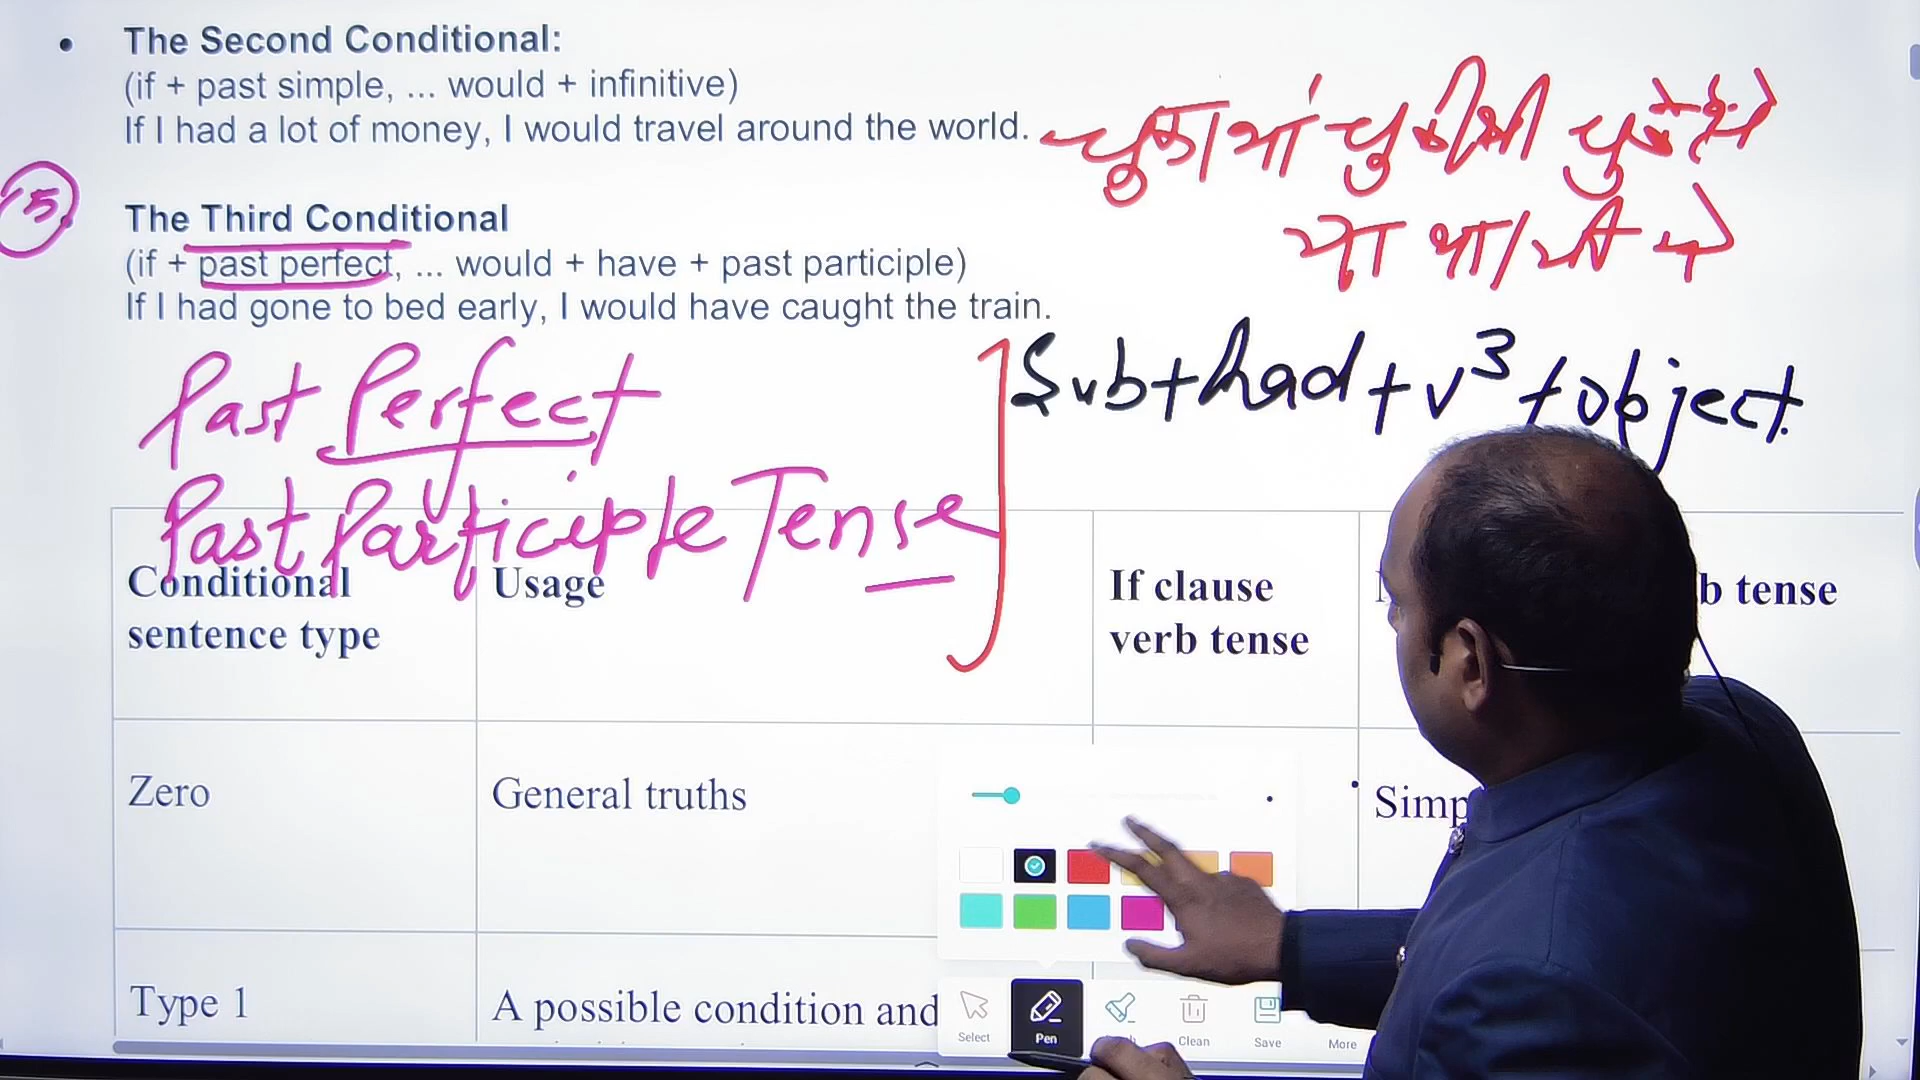 • The Second Conditional:
(if + past simple, ... would + infinitive)
If I had a lot of money, I would travel around the world.
चूका था चुकी थी चुके थे
या था / थी थे
5
The Third Conditional
(if + past perfect, ... would + have + past participle)
If I had gone to bed early, I would have caught the train.
Past Perfect
Sub + had + v3 + object.
Past Participle Tense
Conditional sentence type
Usage
If clause verb tense
tense
Zero
General truths
Type 1
A possible condition and
Select
Pen
Clean
Save
More